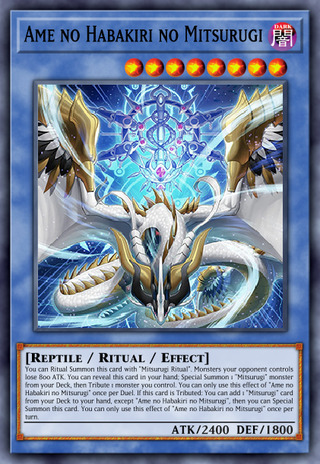 Ame no Habakiri no Mitsurugi
DARK
闇
[Reptile / Ritual / Effect]
You can Ritual Summon this card with "Mitsurugi Ritual". Monsters your opponent controls
lose 800 ATK. You can reveal this card in your hand; Special Summon 1 "Mitsurugi" monster
from your Deck, then Tribute 1 monster you control. You can only use this effect of "Ame no
Habakiri no Mitsurugi" once per Duel. If this card is Tributed: You can add 1 "Mitsurugi" card
from your Deck to your hand, except "Ame no Habakiri no Mitsurugi", then you can Special
Summon this card. You can only use this effect of "Ame no Habakiri no Mitsurugi" once per
turn.
ATK/2400 DEF/1800